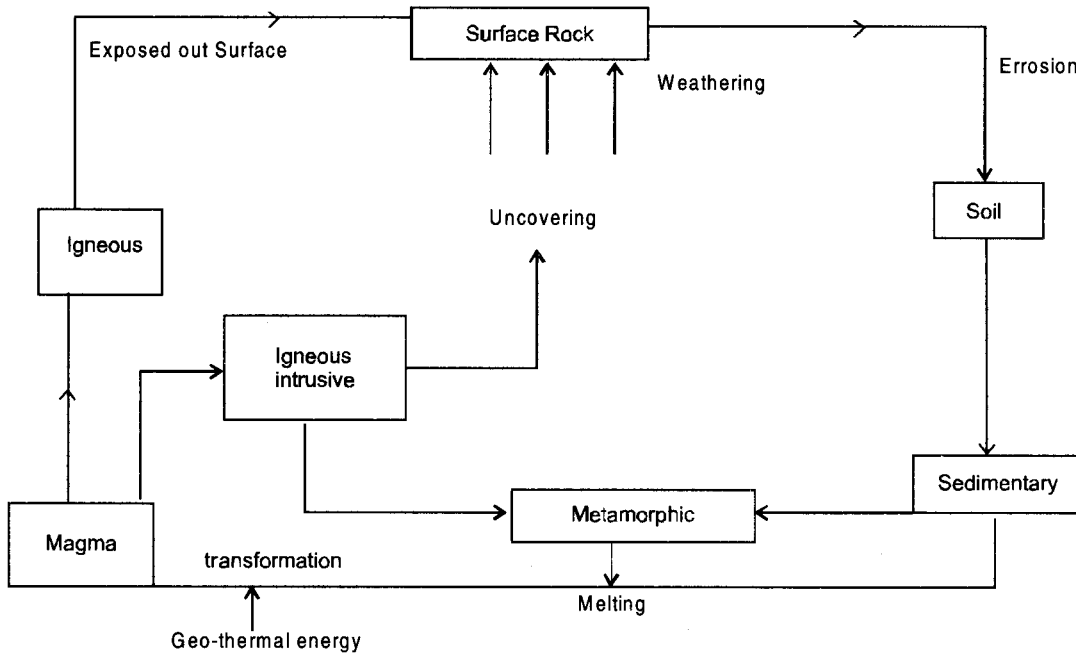 Surface Rock
Exposed out Surface
Weathering
Errosion
Soil
Uncovering
Igneous
Igneous
intrusive
Sedimentary
Metamorphic
Magma
transformation
Melting
Geo-thermal energy